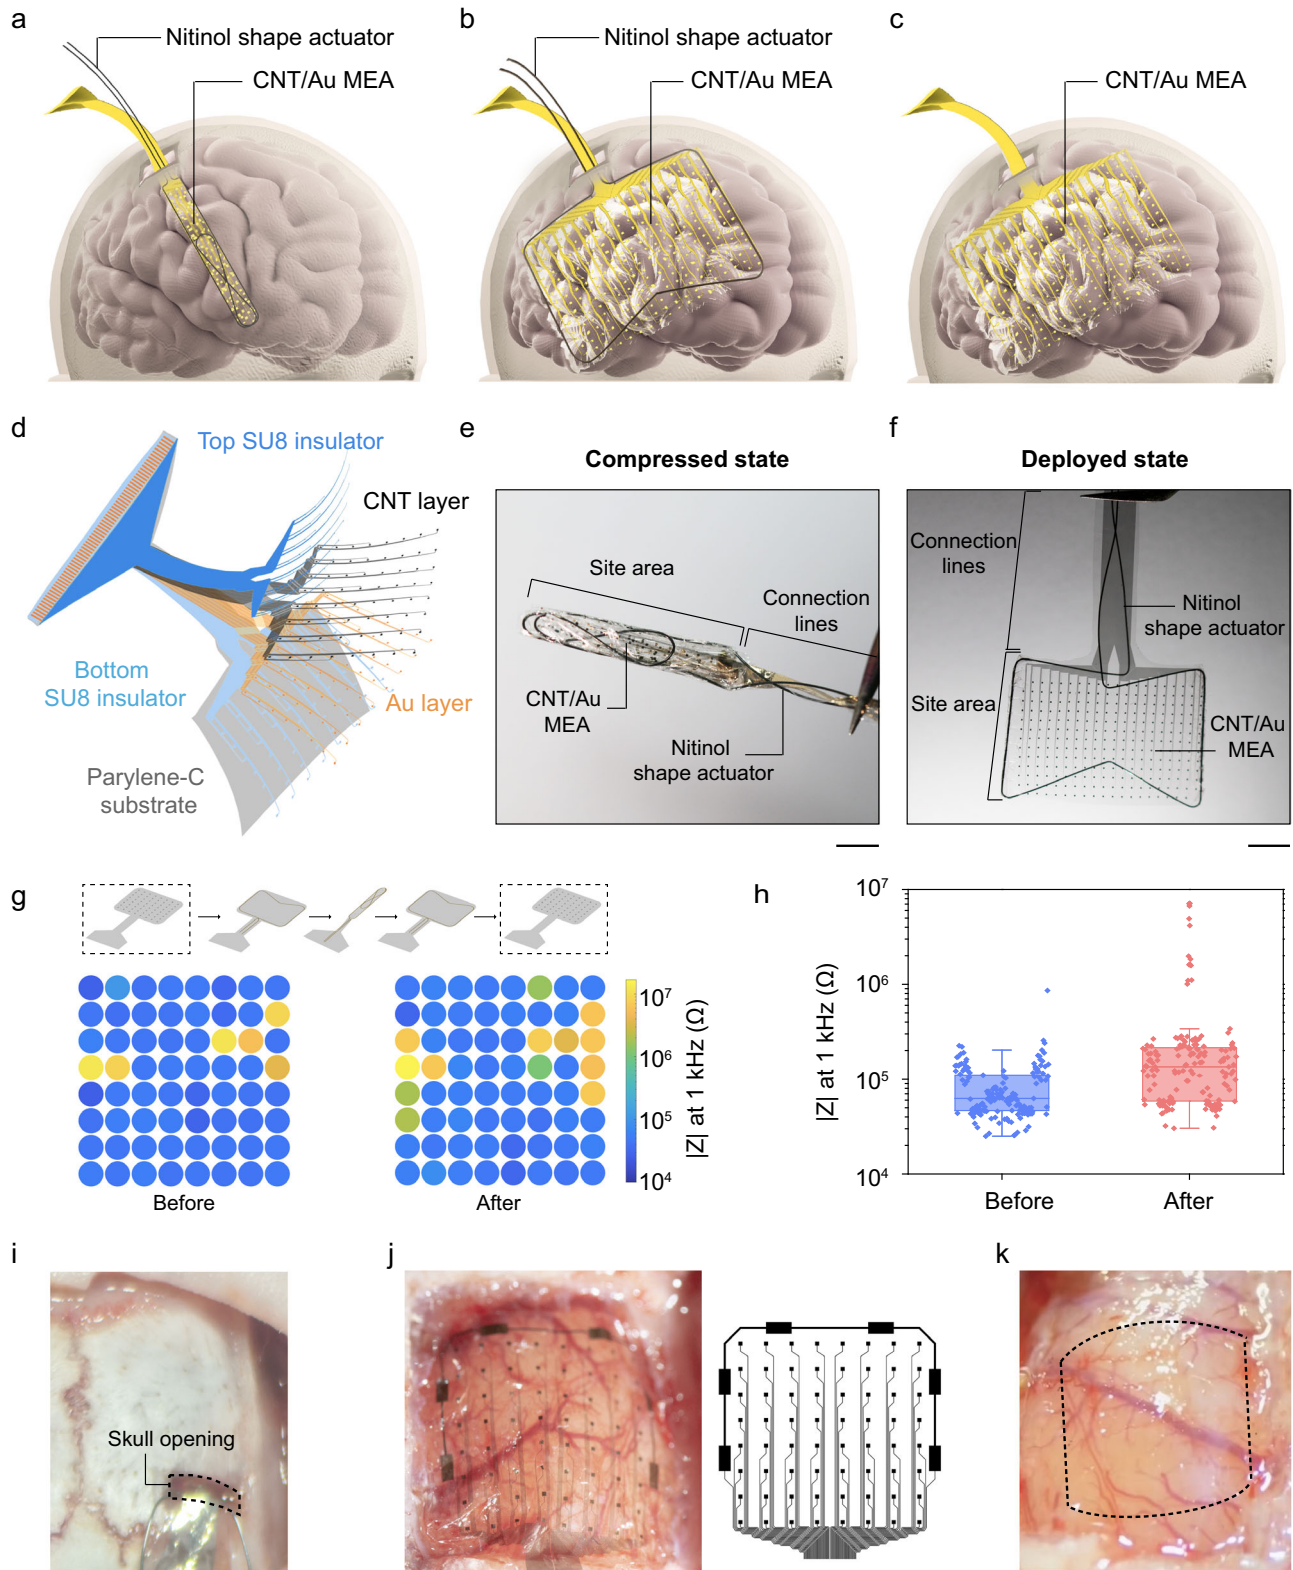 a
Nitinol shape actuator
CNT/Au MEA
b
Nitinol shape actuator
CNT/Au MEA
c
CNT/Au MEA
d
Top SU8 insulator
CNT layer
Bottom
SU8 insulator
Au layer
Parylene-C
substrate
e
Compressed state
Site area
Connection
lines
CNT/Au
MEA
Nitinol
shape actuator
f
Deployed state
Connection
lines
Nitinol
shape actuator
Site area
CNT/Au
MEA
g
Before
After
10⁷
10⁶
10⁵
10⁴
|Z| at 1 kHz (Ω)
h
|Z| at 1 kHz (Ω)
10⁷
10⁶
10⁵
10⁴
Before
After
i
Skull opening
j
k